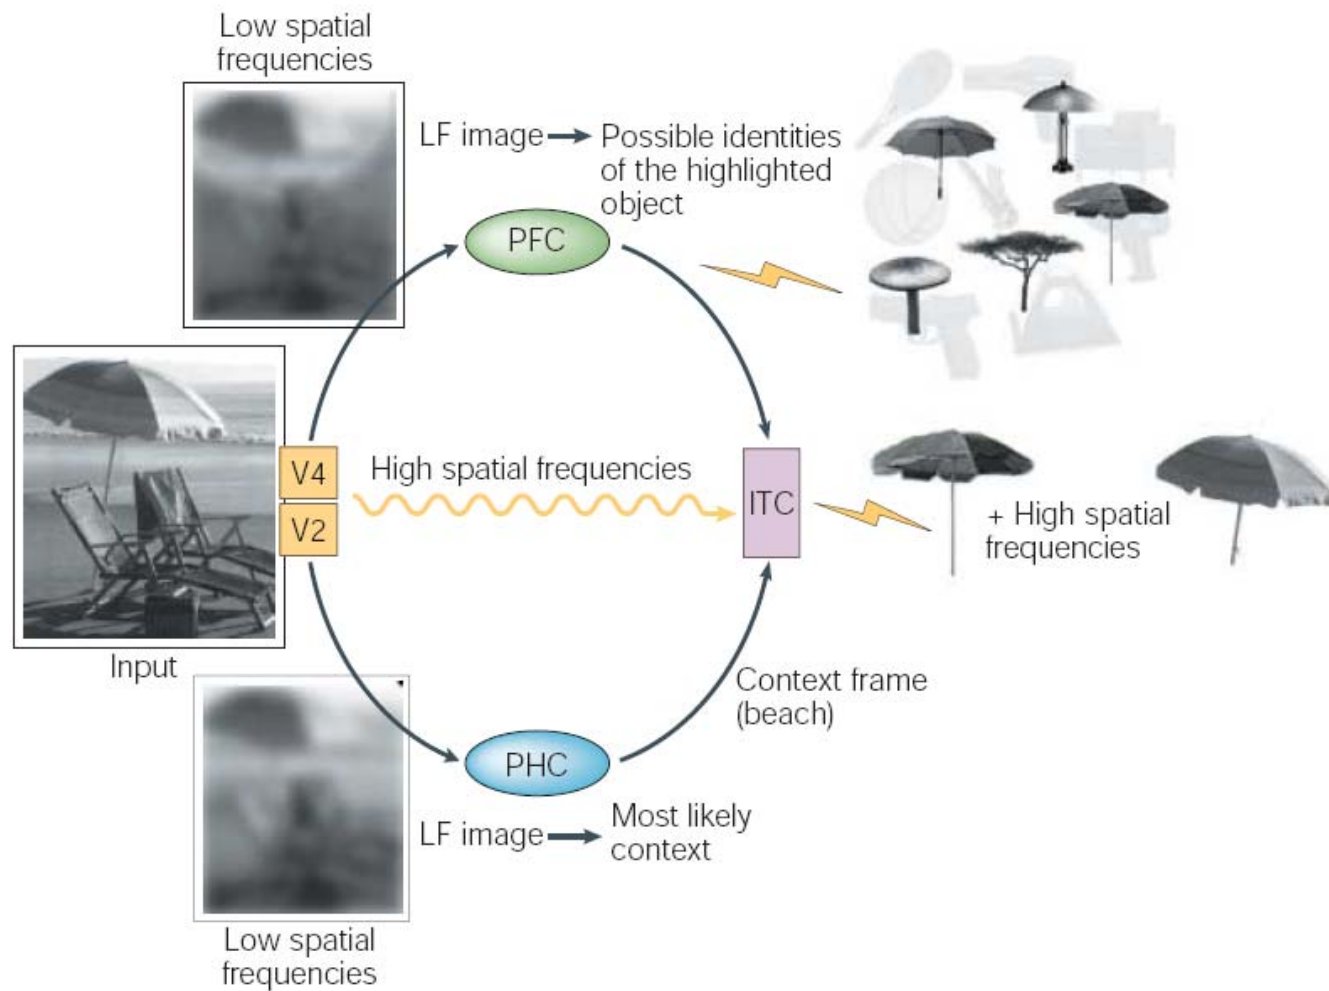 Low spatial
frequencies
LF image
Possible identities
of the highlighted
object
PFC
V4
High spatial frequencies
V2
ITC
+ High spatial
frequencies
Input
Context frame
(beach)
PHC
LF image
Most likely
context
Low spatial
frequencies